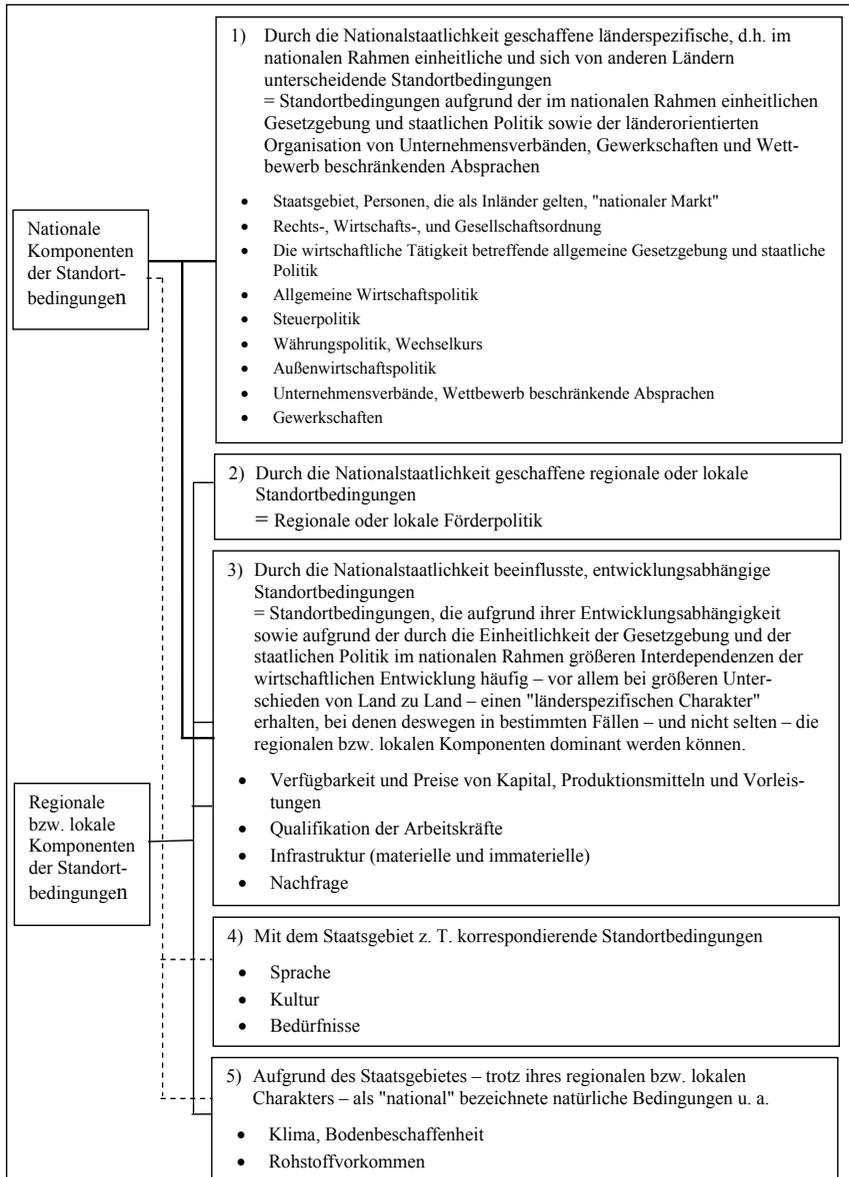 1) Durch die Nationalstaatlichkeit geschaffene länderspezifische, d.h. im
nationalen Rahmen einheitliche und sich von anderen Ländern
unterscheidende Standortbedingungen
= Standortbedingungen aufgrund der im nationalen Rahmen einheitlichen
Gesetzgebung und staatlichen Politik sowie der länderorientierten
Organisation von Unternehmensverbänden, Gewerkschaften und Wett-
bewerb beschränkenden Absprachen
• Staatsgebiet, Personen, die als Inländer gelten, "nationaler Markt"
• Rechts-, Wirtschafts-, und Gesellschaftsordnung
• Die wirtschaftliche Tätigkeit betreffende allgemeine Gesetzgebung und staatliche
Politik
• Allgemeine Wirtschaftspolitik
• Steuerpolitik
• Währungspolitik, Wechselkurs
• Außenwirtschaftspolitik
• Unternehmensverbände, Wettbewerb beschränkende Absprachen
• Gewerkschaften
Nationale
Komponenten
der Standort-
bedingungen
2) Durch die Nationalstaatlichkeit geschaffene regionale oder lokale
Standortbedingungen
= Regionale oder lokale Förderpolitik
3) Durch die Nationalstaatlichkeit beeinflusste, entwicklungsabhängige
Standortbedingungen
= Standortbedingungen, die aufgrund ihrer Entwicklungsabhängigkeit
sowie aufgrund der durch die Einheitlichkeit der Gesetzgebung und der
staatlichen Politik im nationalen Rahmen größeren Interdependenzen der
wirtschaftlichen Entwicklung häufig – vor allem bei größeren Unter-
schieden von Land zu Land – einen "länderspezifischen Charakter"
erhalten, bei denen deswegen in bestimmten Fällen – und nicht selten – die
regionalen bzw. lokalen Komponenten dominant werden können.
• Verfügbarkeit und Preise von Kapital, Produktionsmitteln und Vorleis-
tungen
• Qualifikation der Arbeitskräfte
• Infrastruktur (materielle und immaterielle)
• Nachfrage
Regionale
bzw. lokale
Komponenten
der Standort-
bedingungen
4) Mit dem Staatsgebiet z. T. korrespondierende Standortbedingungen
• Sprache
• Kultur
• Bedürfnisse
5) Aufgrund des Staatsgebietes – trotz ihres regionalen bzw. lokalen
Charakters – als "national" bezeichnete natürliche Bedingungen u. a.
• Klima, Bodenbeschaffenheit
• Rohstoffvorkommen